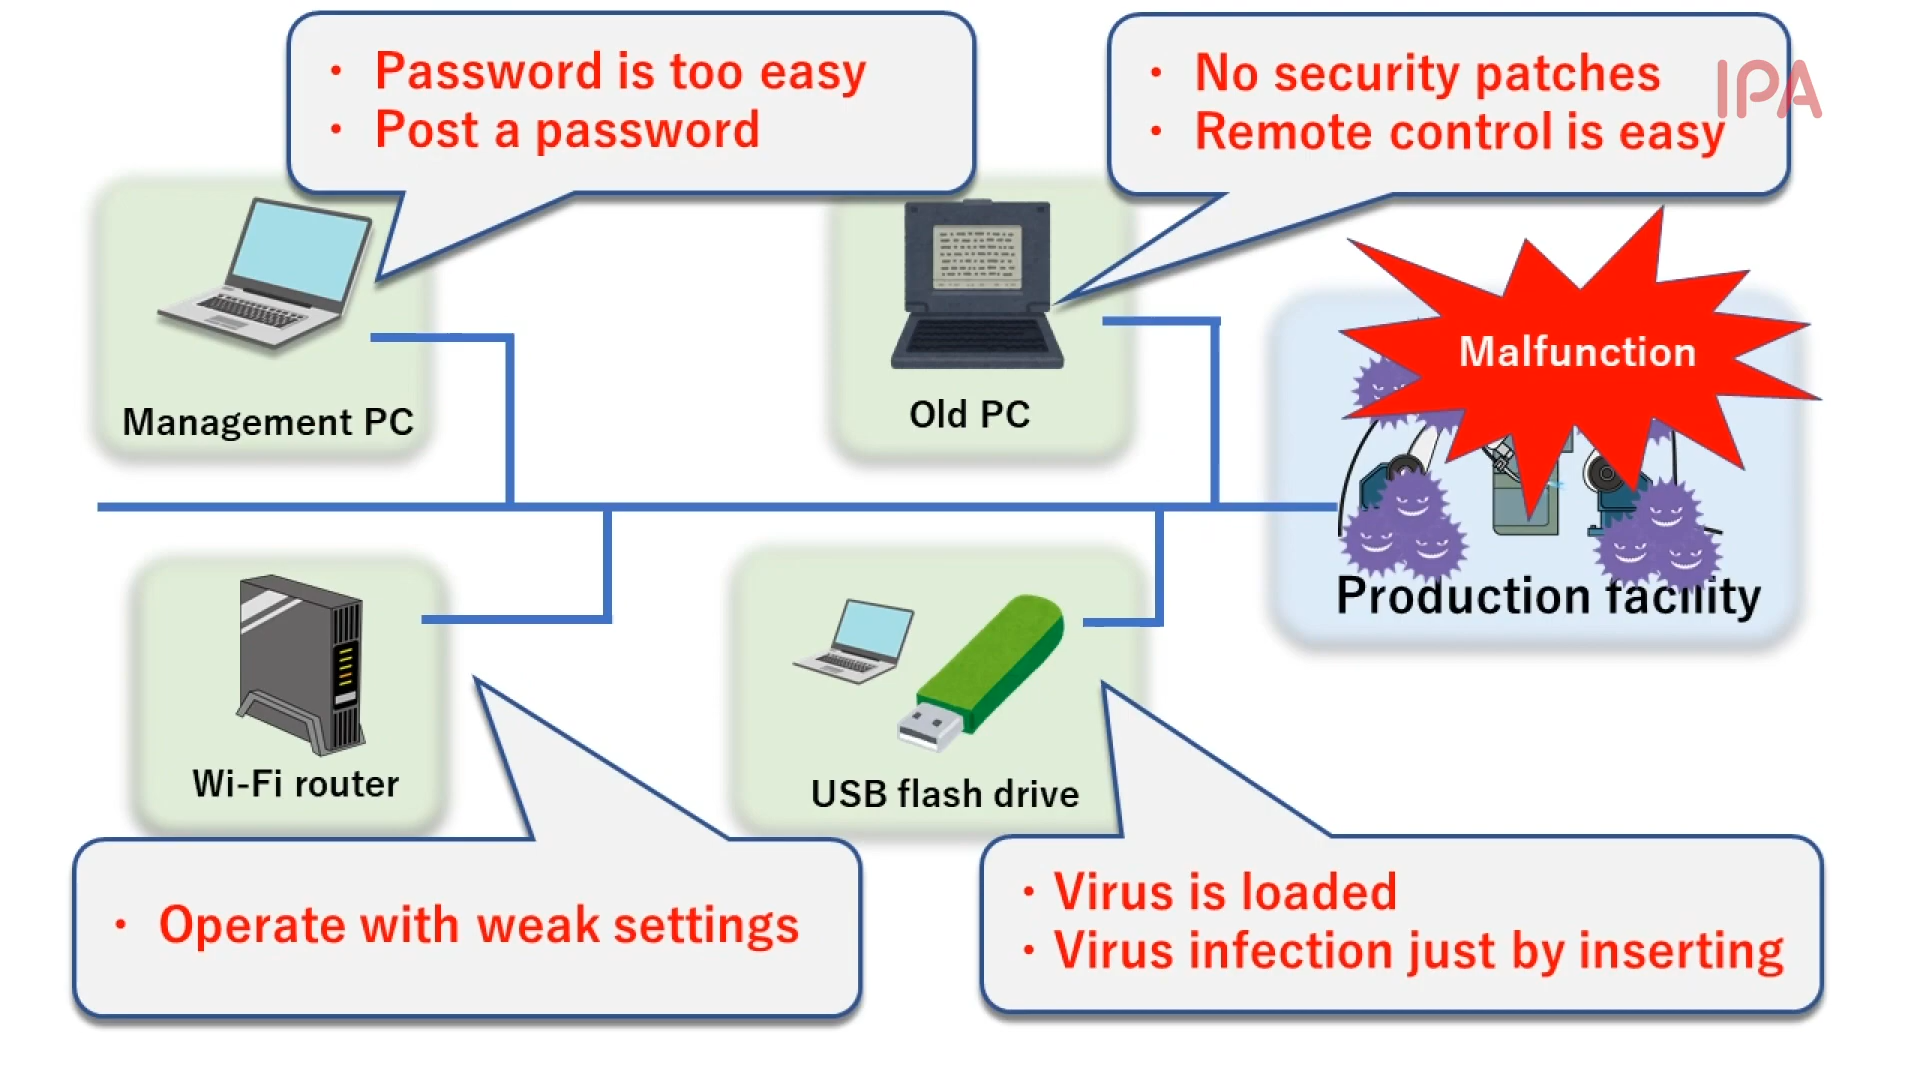 ・ Password is too easy
・ Post a password
・ No security patches
・ Remote control is easy
IPA
Management PC
Old PC
Malfunction
Production facility
Wi-Fi router
USB flash drive
・ Operate with weak settings
・ Virus is loaded
・ Virus infection just by inserting